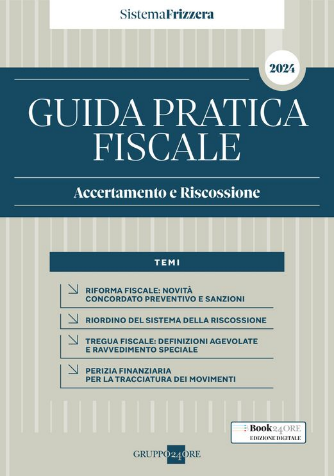 SistemaFrizzera
2024
GUIDA PRATICA
FISCALE
Accertamento e Riscossione
TEMI
RIFORMA FISCALE: NOVITÀ
CONCORDATO PREVENTIVO E SANZIONI
RIORDINO DEL SISTEMA DELLA RISCOSSIONE
TREGUA FISCALE: DEFINIZIONI AGEVOLATE
E RAVVEDIMENTO SPECIALE
PERIZIA FINANZIARIA
PER LA TRACCIATURA DEI MOVIMENTI
Book24ORE
EDIZIONE DIGITALE
GRUPPO24ORE